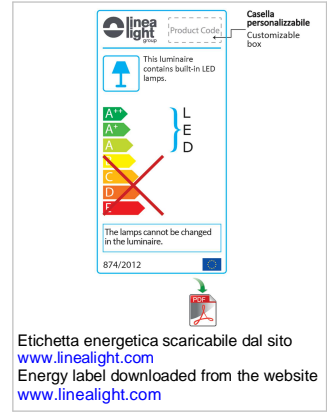 linea
light
group
Product Code
Casella
personalizzabile
Customizable
box
This luminaire
contains built-in LED
lamps.
A++
A+
A
B
C
D
E
L
E
D
The lamps cannot be changed
in the luminaire.
874/2012
PDF
Etichetta energetica scaricabile dal sito
www.linealight.com
Energy label downloaded from the website
www.linealight.com